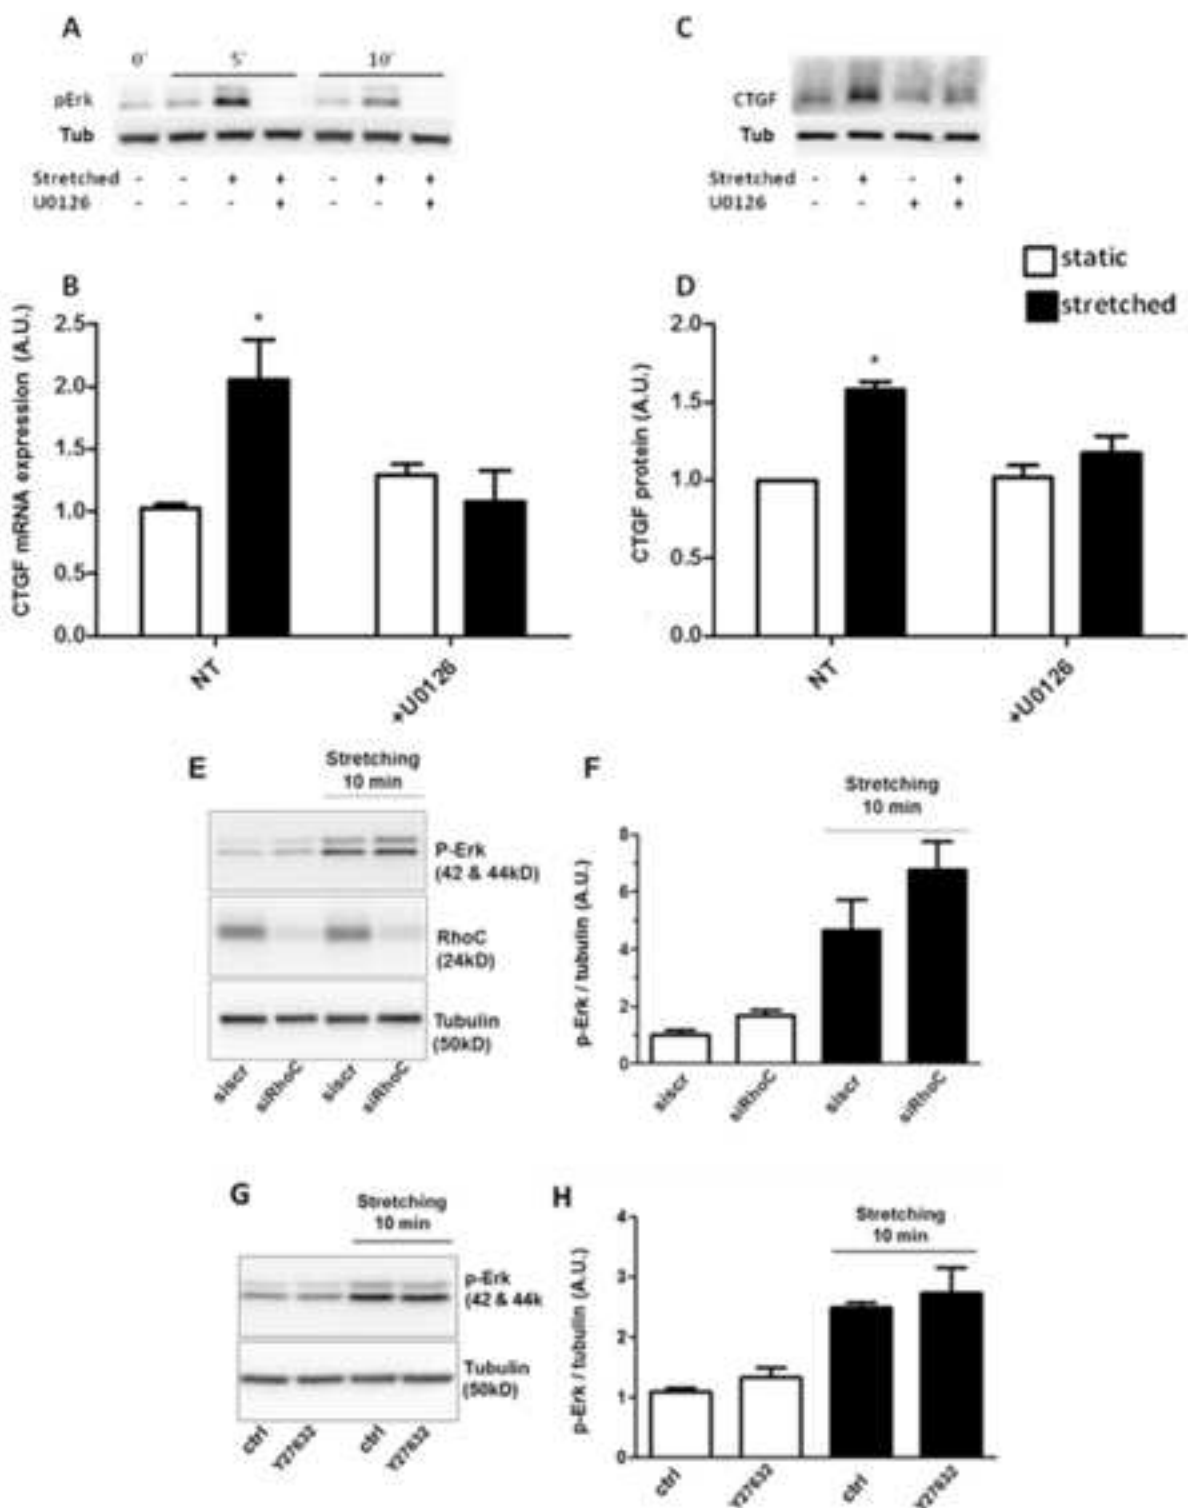 A
0' 5' 10'
pErk
Tub
Stretched - - + + - + +
U0126 - - - + - - +
C
CTGF
Tub
Stretched - + - +
U0126 - - + +
static
stretched
B
CTGF mRNA expression (A.U.)
2.5
2.0
1.5
1.0
0.5
0.0
*
NT
+U0126
D
CTGF protein (A.U.)
2.0
1.5
1.0
0.5
0.0
*
NT
+U0126
E
Stretching
10 min
P-Erk
(42 & 44kD)
RhoC
(24kD)
Tubulin
(50kD)
siscr
siRhoC
siscr
siRhoC
F
Stretching
10 min
p-Erk / tubulin (A.U.)
8
6
4
2
0
siscr
siRhoC
siscr
siRhoC
G
Stretching
10 min
p-Erk
(42 & 44k
Tubulin
(50kD)
ctrl
Y27632
ctrl
Y27632
H
Stretching
10 min
p-Erk / tubulin (A.U.)
4
3
2
1
0
ctrl
Y27632
ctrl
Y27632